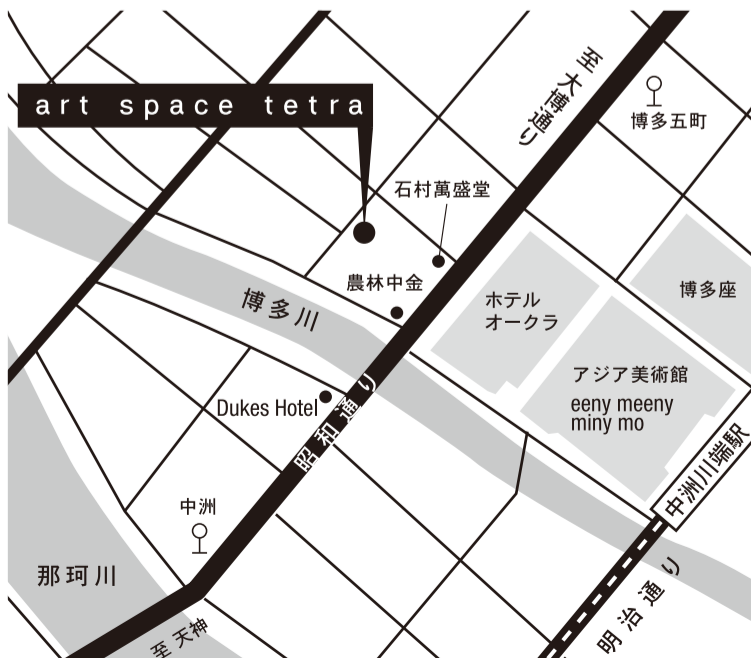 art space tetra
至大博通り
博多五町
石村萬盛堂
農林中金
ホテル
オークラ
博多座
博多川
アジア美術館
eeny meeny
miny mo
Dukes Hotel
昭和通り
中洲川端駅
中洲
那珂川
明治通り
至 天神